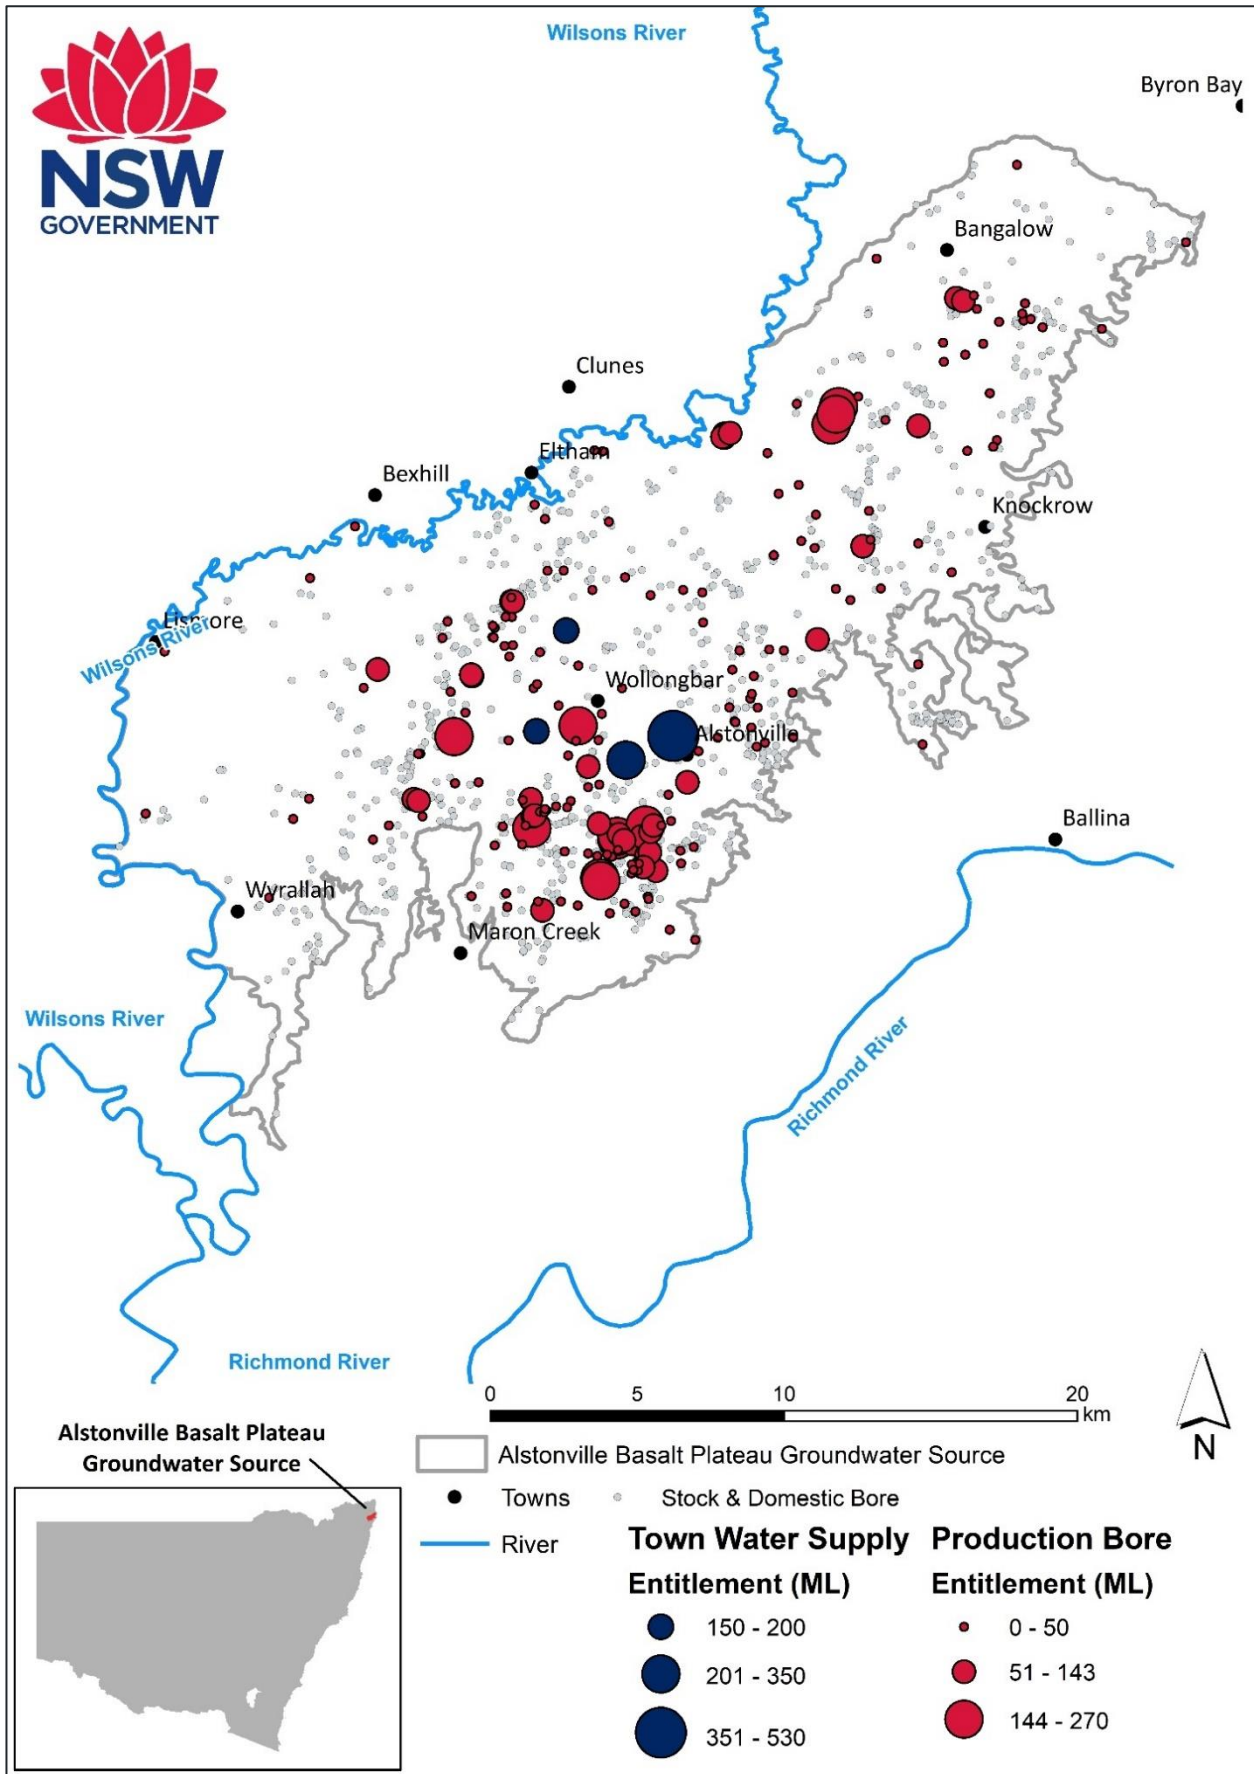 Wilsons River
NSW
GOVERNMENT
Byron Bay
Bangalow
Clunes
Eltham
Bexhill
Knockrow
Lismore
Wilsons River
Wollongbar
Alstonville
Ballina
Wyrallah
Maron Creek
Wilsons River
Richmond River
Richmond River
0 5 10 20
km
N
Alstonville Basalt Plateau
Groundwater Source
Alstonville Basalt Plateau Groundwater Source
Towns Stock & Domestic Bore
River
Town Water Supply
Entitlement (ML)
150 - 200
201 - 350
351 - 530
Production Bore
Entitlement (ML)
0 - 50
51 - 143
144 - 270